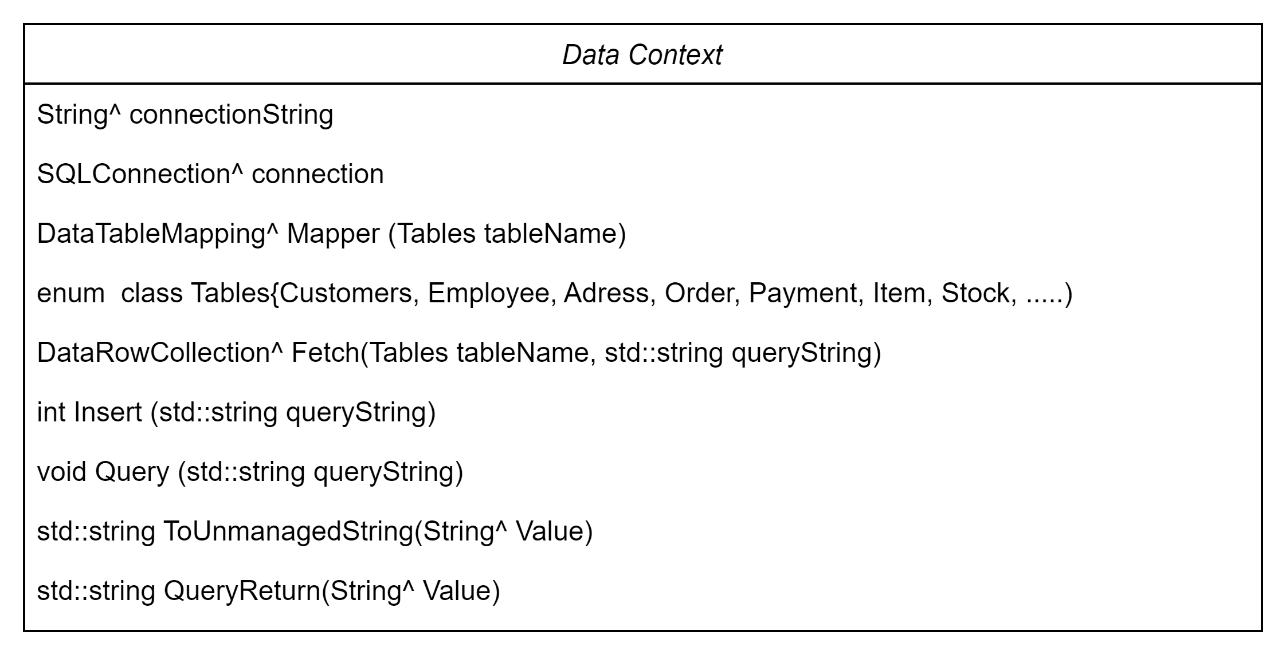 Data Context
String^ connectionString
SQLConnection^ connection
DataTableMapping^ Mapper (Tables tableName)
enum  class Tables{Customers, Employee, Adress, Order, Payment, Item, Stock, .....)
DataRowCollection^ Fetch(Tables tableName, std::string queryString)
int Insert (std::string queryString)
void Query (std::string queryString)
std::string ToUnmanagedString(String^ Value)
std::string QueryReturn(String^ Value)